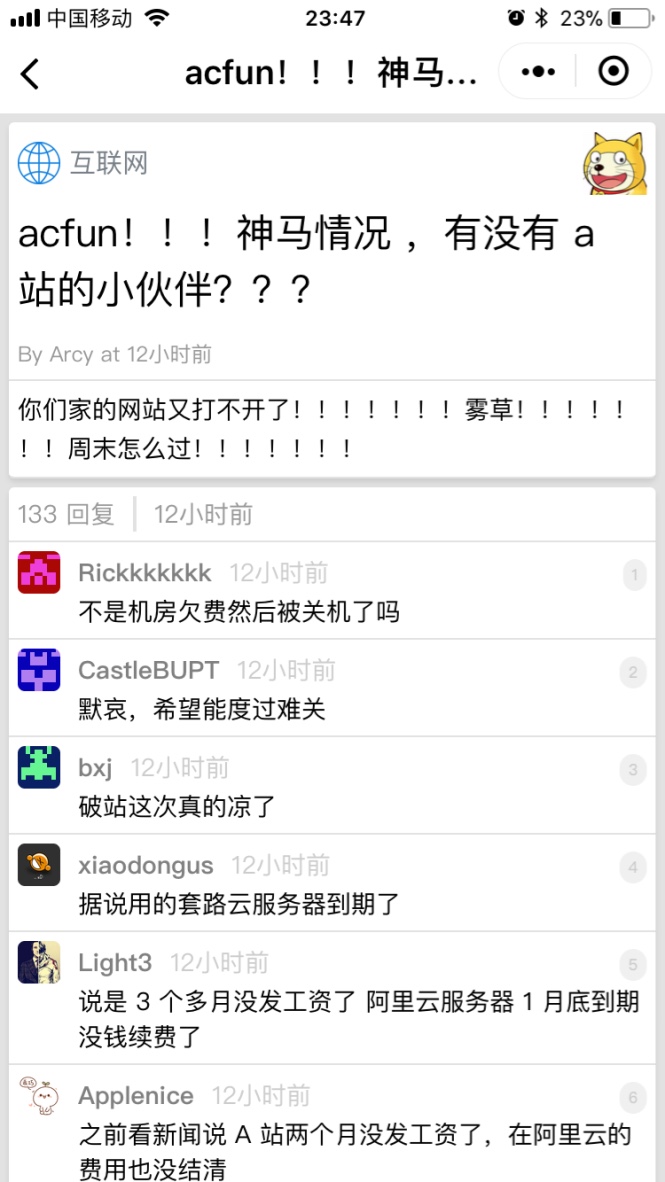 中国移动 23:47 23%
acfun！！！神马...
互联网
acfun！！！神马情况 ，有没有 a
站的小伙伴？？？
By Arcy at 12小时前
你们家的网站又打不开了！！！！！！！雾草！！！！！
！！周末怎么过！！！！！！！
133 回复 12小时前
Rickkkkkkk 12小时前 1
不是机房欠费然后被关机了吗
CastleBUPT 12小时前 2
默哀，希望能度过难关
bxj 12小时前 3
破站这次真的凉了
xiaodongus 12小时前 4
据说用的套路云服务器到期了
Light3 12小时前 5
说是 3 个多月没发工资了 阿里云服务器 1 月底到期
没钱续费了
Applenice 12小时前 6
之前看新闻说 A 站两个月没发工资了，在阿里云的
费用也没结清